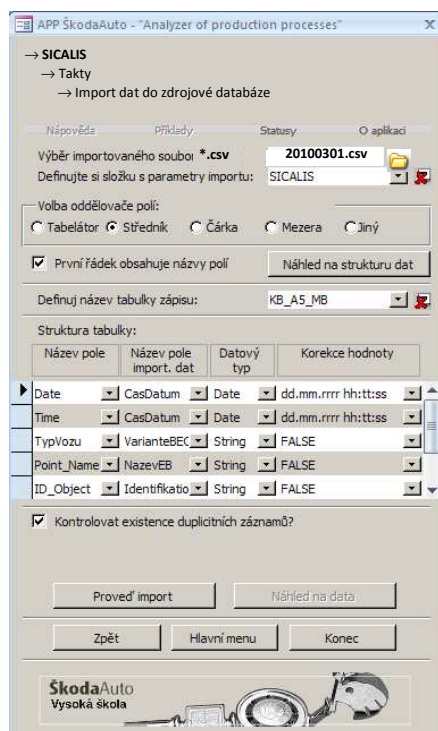 APP ŠkodaAuto - "Analyzer of production processes" X
→ SICALIS
→ Takty
→ Import dat do zdrojové databáze
Nápověda Příklady Statusy O aplikaci
Výběr importovaného soubor *.csv 20100301.csv
Definujte si složku s parametry importu: SICALIS
Volba oddělovače polí:
Tabelátor Středník Čárka Mezera Jiný
První řádek obsahuje názvy polí Náhled na strukturu dat
Definuj název tabulky zápisu: KB_A5_MB
Struktura tabulky:
Název pole Název pole import. dat Datový typ Korekce hodnoty
Date CasDatum Date dd.mm.rrrr hh:tt:ss
Time CasDatum Date dd.mm.rrrr hh:tt:ss
TypVozu VarianteBEC String FALSE
Point_Name NazevEB String FALSE
ID_Object Identifikatio String FALSE
Kontrolovat existence duplicitních záznamů?
Proveď import Náhled na data
Zpět Hlavní menu Konec
ŠkodaAuto
Vysoká škola